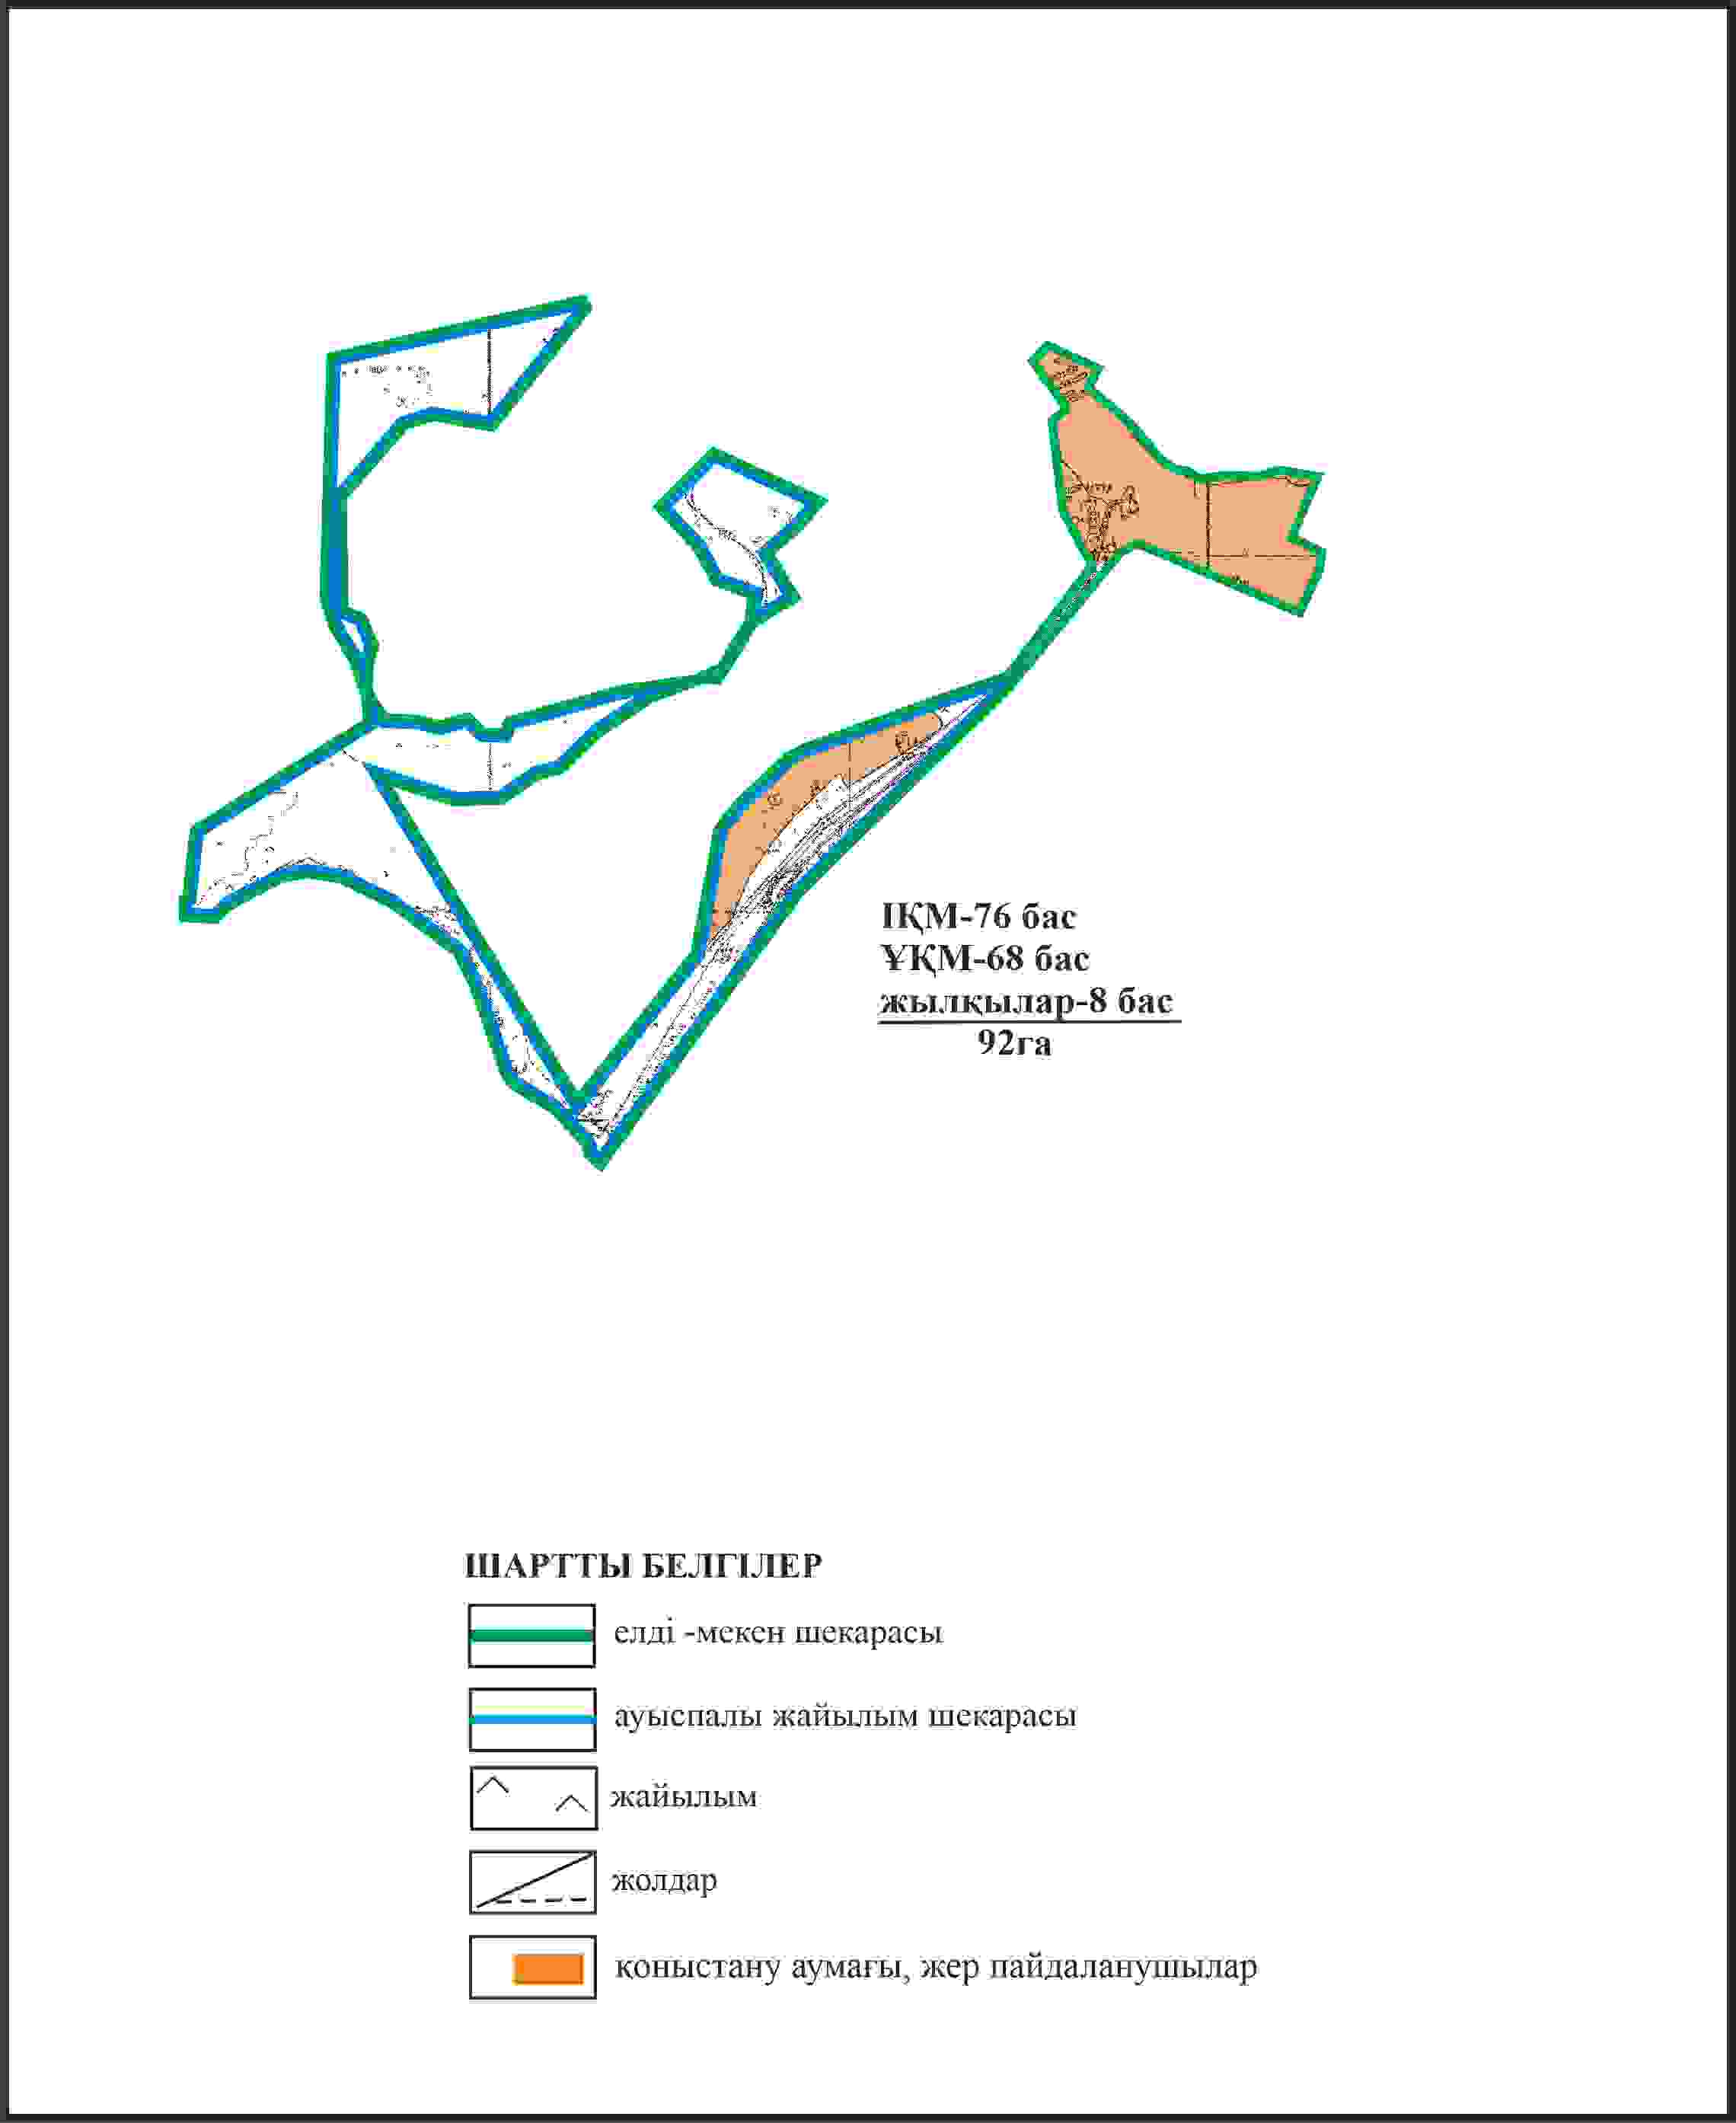 ІҚМ-76 бас
ҰҚМ-68 бас
жылқылар-8 бас
92га
ШАРТТЫ БЕЛГІЛЕР
елді -мекен шекарасы
ауыспалы жайылым шекарасы
жайылым
жолдар
қоныстану аумағы, жер пайдаланушылар